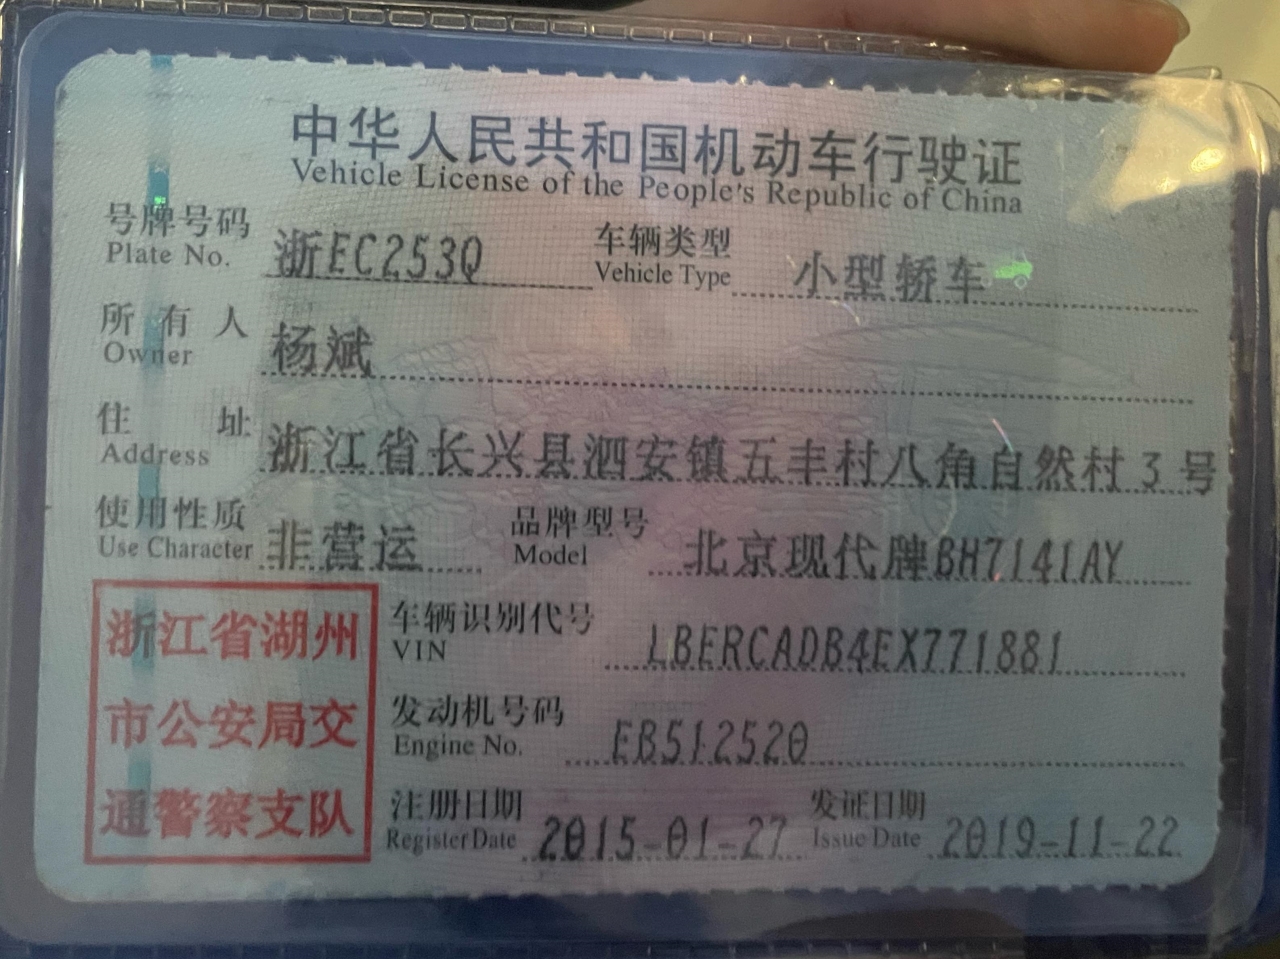 中华人民共和国机动车行驶证
Vehicle License of the People's Republic of China
号牌号码 浙EC253Q 车辆类型 小型轿车
Plate No. Vehicle Type
所有人 杨斌
Owner
住址 浙江省长兴县泗安镇五丰村八角自然村3号
Address
使用性质 非营运 品牌型号 北京现代牌BH7141AY
Use Character Model
浙江省湖州
市公安局交
通警察支队
车辆识别代号 LBERCADB4EX771881
VIN
发动机号码 EB512520
Engine No.
注册日期 2015-01-27 发证日期 2019-11-22
Register Date Issue Date